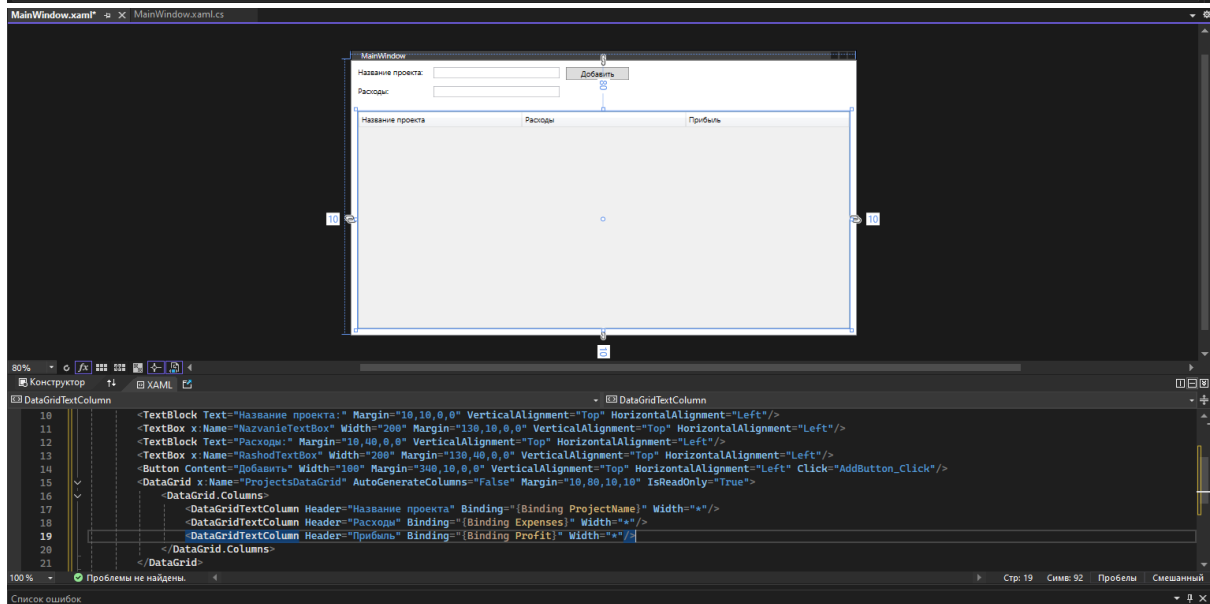 MainWindow.xaml* MainWindow.xaml.cs
MainWindow
Название проекта: Добавить
80
Расходы:
Название проекта Расходы Прибыль
10 10
10
80%
Конструктор XAML
DataGridTextColumn DataGridTextColumn
10 <TextBlock Text="Название проекта:" Margin="10,10,0,0" VerticalAlignment="Top" HorizontalAlignment="Left"/>
11 <TextBox x:Name="NazvanieTextBox" Width="200" Margin="130,10,0,0" VerticalAlignment="Top" HorizontalAlignment="Left"/>
12 <TextBlock Text="Расходы:" Margin="10,40,0,0" VerticalAlignment="Top" HorizontalAlignment="Left"/>
13 <TextBox x:Name="RashodTextBox" Width="200" Margin="130,40,0,0" VerticalAlignment="Top" HorizontalAlignment="Left"/>
14 <Button Content="Добавить" Width="100" Margin="340,10,0,0" VerticalAlignment="Top" HorizontalAlignment="Left" Click="AddButton_Click"/>
15 <DataGrid x:Name="ProjectsDataGrid" AutoGenerateColumns="False" Margin="10,80,10,10" IsReadOnly="True">
16 <DataGrid.Columns>
17 <DataGridTextColumn Header="Название проекта" Binding="{Binding ProjectName}" Width="*"/>
18 <DataGridTextColumn Header="Расходы" Binding="{Binding Expenses}" Width="*"/>
19 <DataGridTextColumn Header="Прибыль" Binding="{Binding Profit}" Width="*"/>
20 </DataGrid.Columns>
21 </DataGrid>
100 % Проблемы не найдены. Стр: 19 Симв: 92 Пробелы Смешанный
Список ошибок